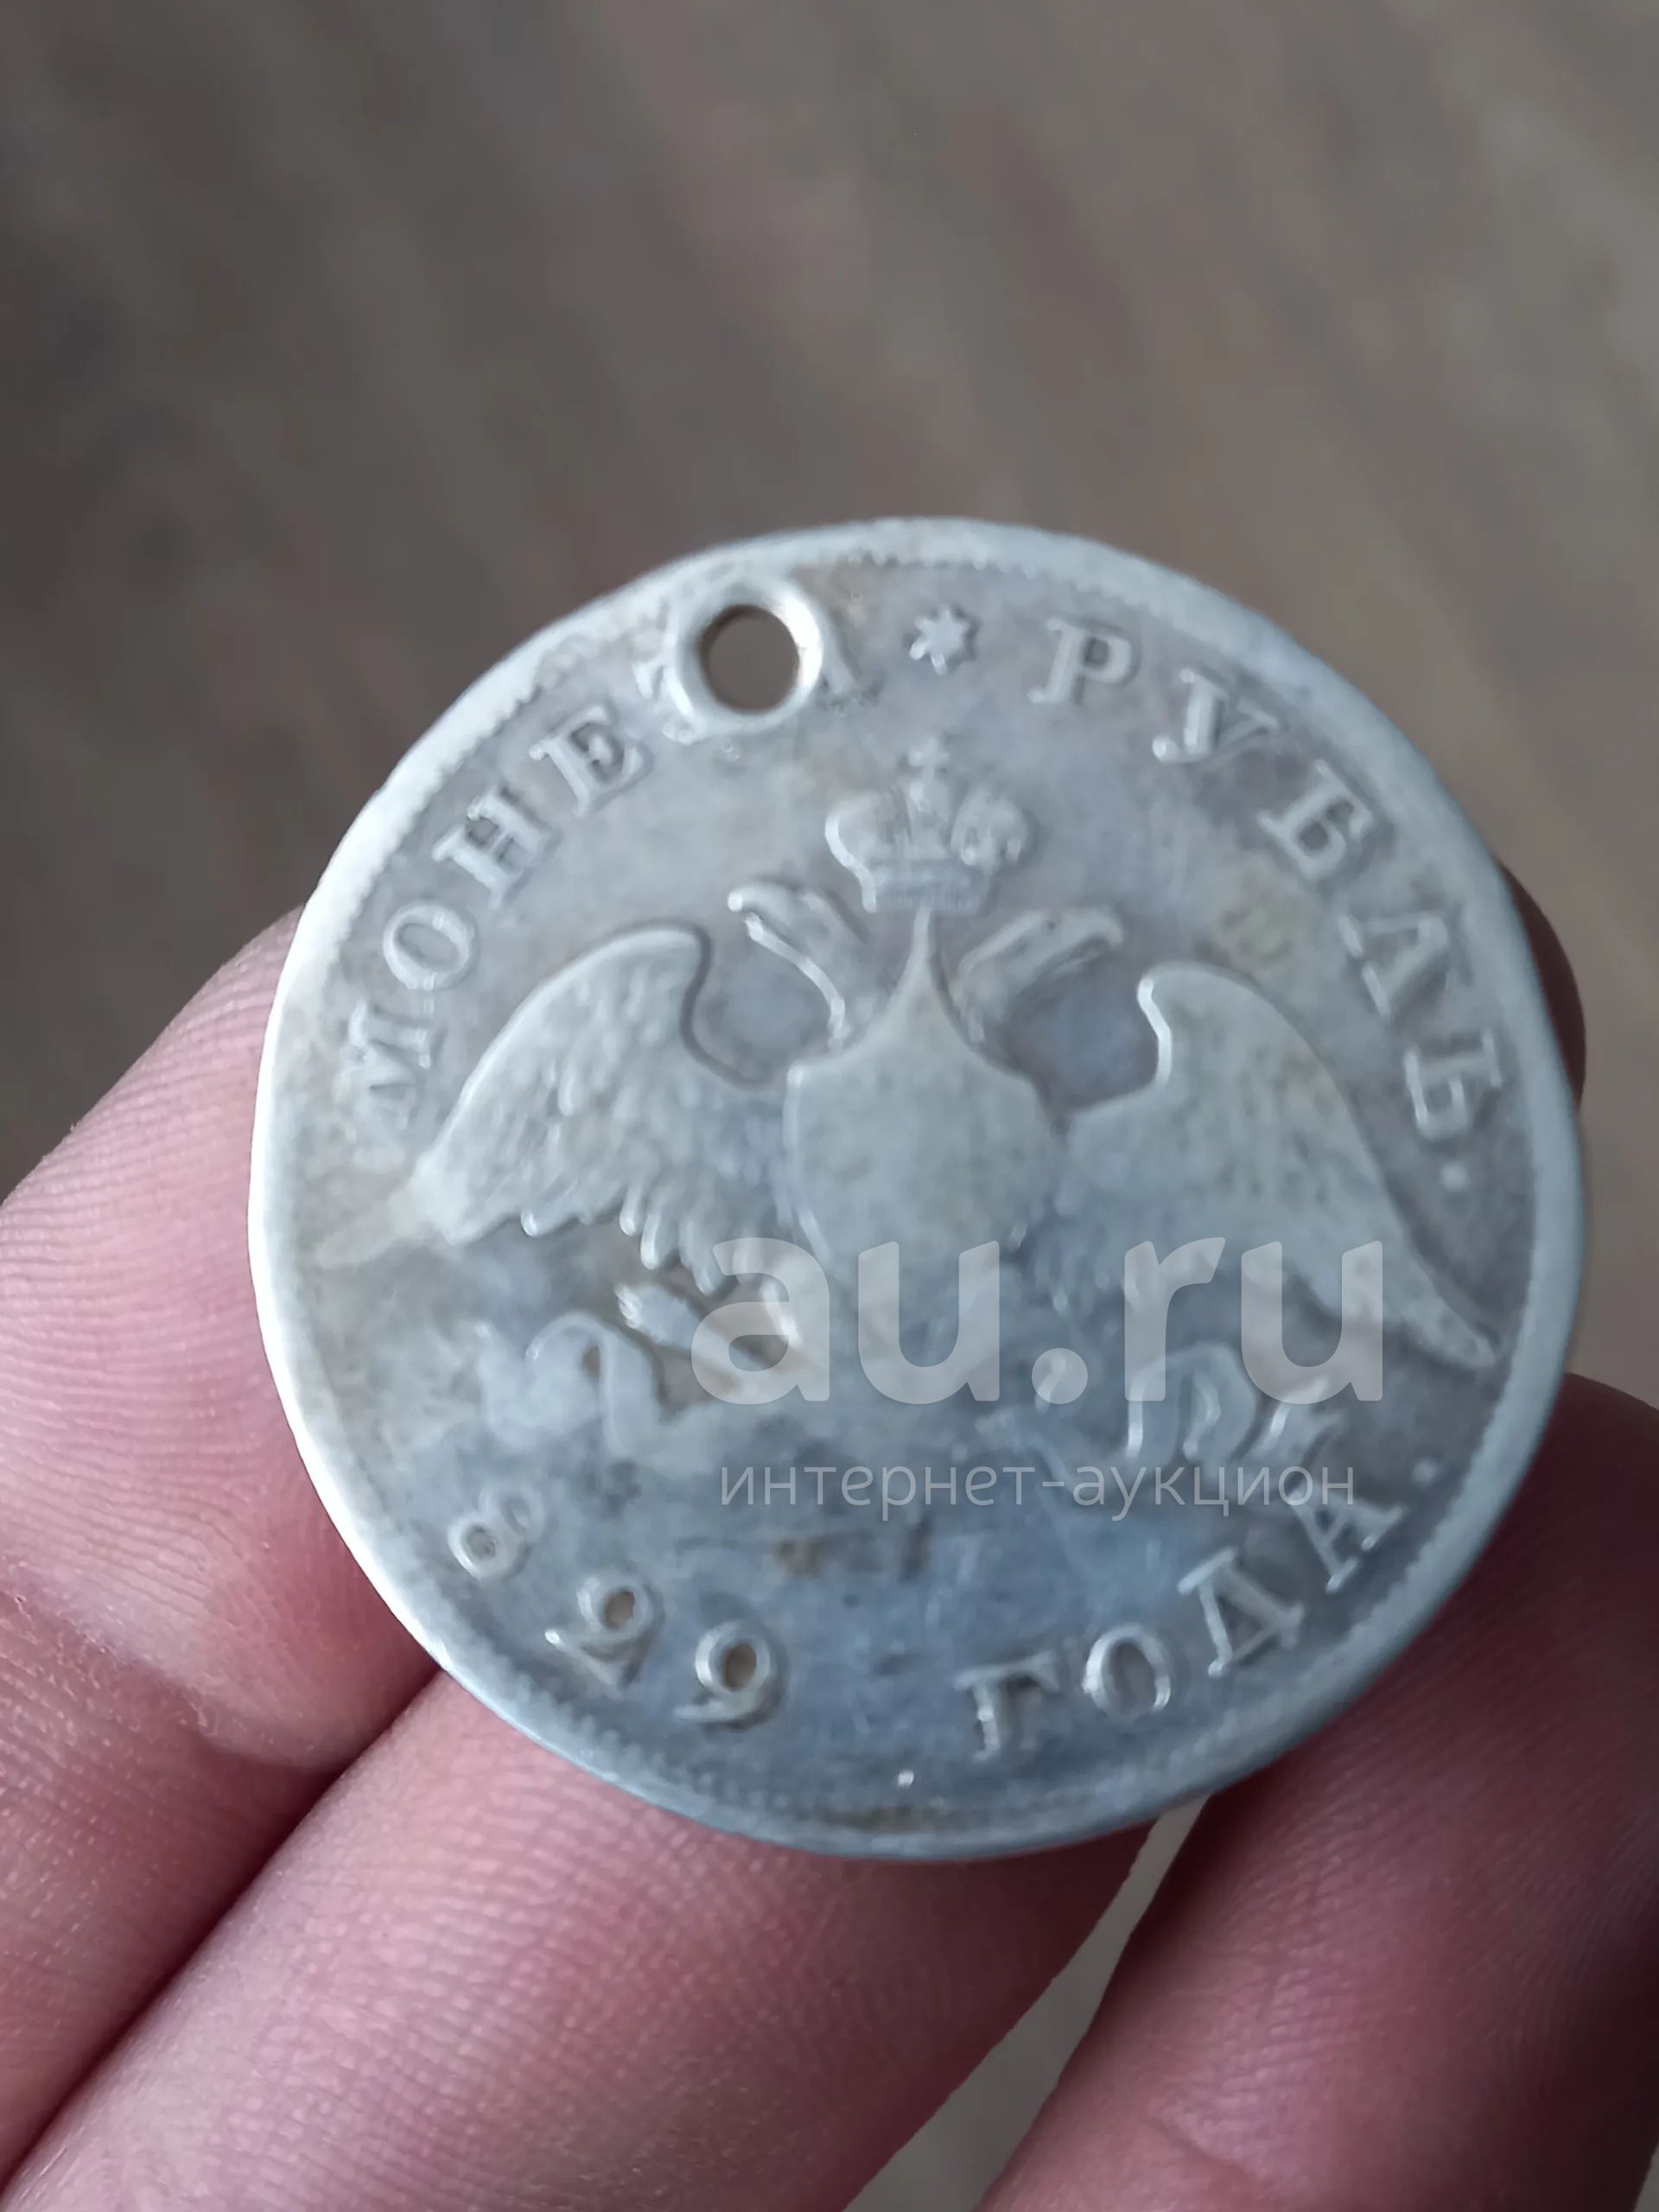 МОНЕТА * РУБЛЬ.
829 ГОДА.
au.ru
интернет-аукцион